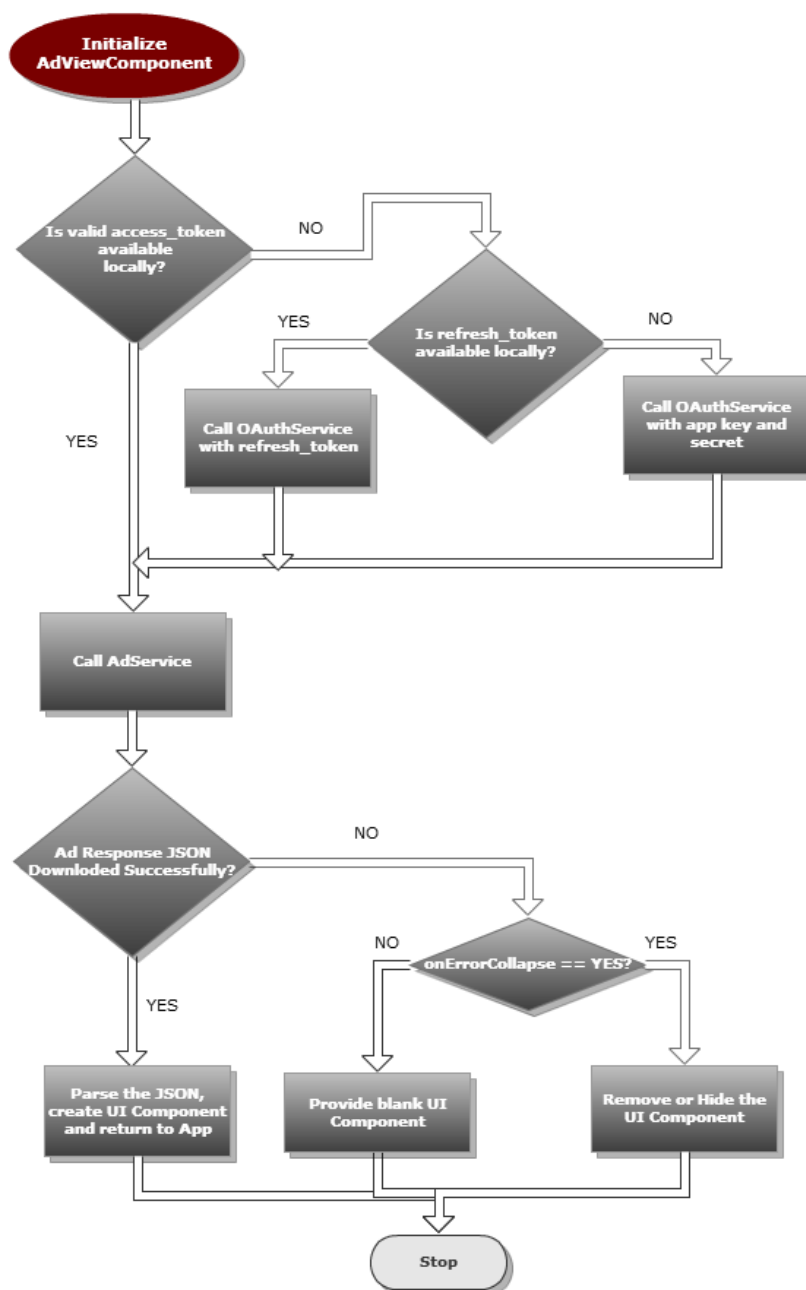 Initialize
AdViewComponent
Is valid access_token
available
locally?
NO
Is refresh_token
available locally?
YES
NO
Call OAuthService
with refresh_token
Call OAuthService
with app key and
secret
YES
Call AdService
Ad Response JSON
Downloded Successfully?
NO
onErrorCollapse == YES?
NO
YES
YES
Parse the JSON,
create UI Component
and return to App
Provide blank UI
Component
Remove or Hide the
UI Component
Stop